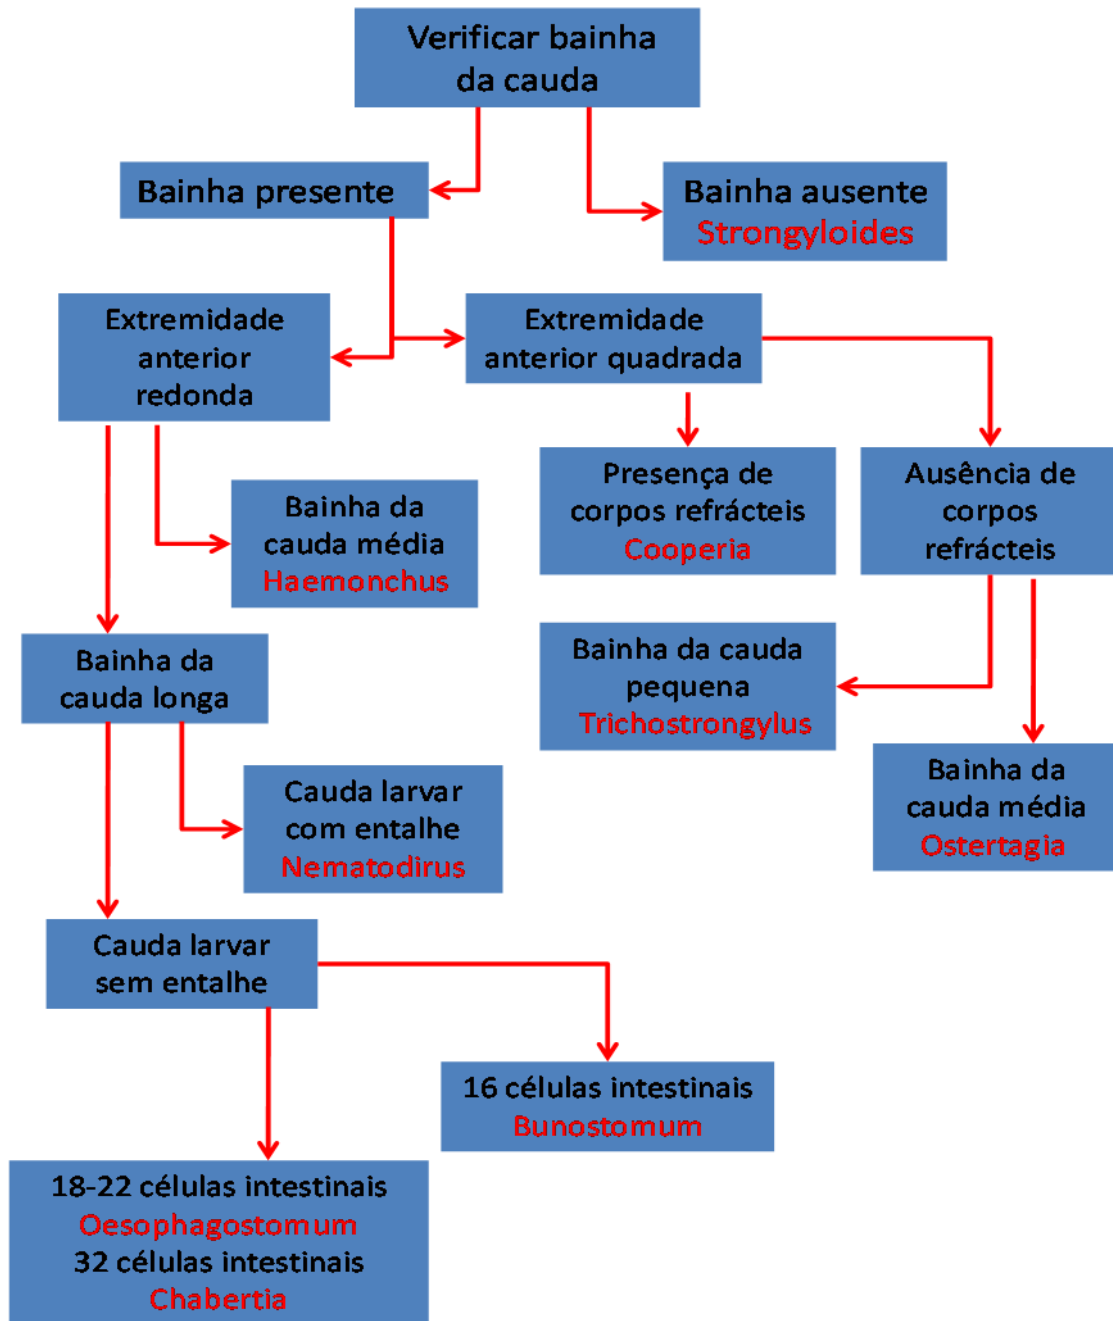 Verificar bainha
da cauda
Bainha presente
Bainha ausente
Strongyloides
Extremidade
anterior
redonda
Extremidade
anterior quadrada
Bainha da
cauda média
Haemonchus
Presença de
corpos refrácteis
Cooperia
Ausência de
corpos
refrácteis
Bainha da
cauda longa
Bainha da cauda
pequena
Trichostrongylus
Bainha da
cauda média
Ostertagia
Cauda larvar
com entalhe
Nematodirus
Cauda larvar
sem entalhe
16 células intestinais
Bunostomum
18-22 células intestinais
Oesophagostomum
32 células intestinais
Chabertia